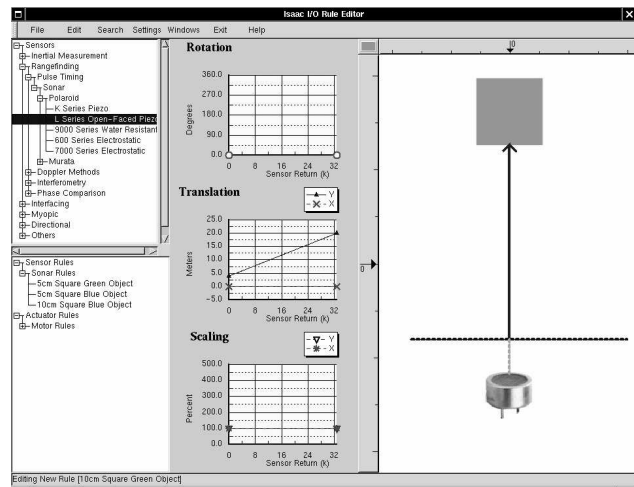 Isaac I/O Rule Editor
File Edit Search Settings Windows Exit Help
Sensors
Inertial Measurement
Rangefinding
Pulse Timing
Sonar
Polaroid
K Series Piezo
L Series Open-Faced Piezo
9000 Series Water Resistant
600 Series Electrostatic
7000 Series Electrostatic
Murata
Doppler Methods
Interferometry
Phase Comparison
Interfacing
Myopic
Directional
Others
Sensor Rules
Sonar Rules
5cm Square Green Object
5cm Square Blue Object
10cm Square Blue Object
Actuator Rules
Motor Rules
Rotation
360.0
270.0
180.0
90.0
0.0
Degrees
0 8 16 24 32
Sensor Return (k)
Translation
Y
X
25.0
20.0
15.0
10.0
5.0
0.0
-5.0
Meters
0 8 16 24 32
Sensor Return (k)
Scaling
Y
X
500.0
400.0
300.0
200.0
100.0
0.0
Percent
0 8 16 24 32
Sensor Return (k)
0
0
Editing New Rule [10cm Square Green Object]